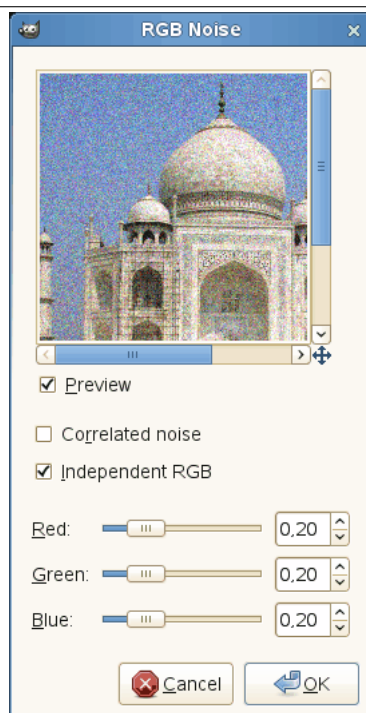 RGB Noise
Preview
Correlated noise
Independent RGB
Red: 0,20
Green: 0,20
Blue: 0,20
Cancel OK